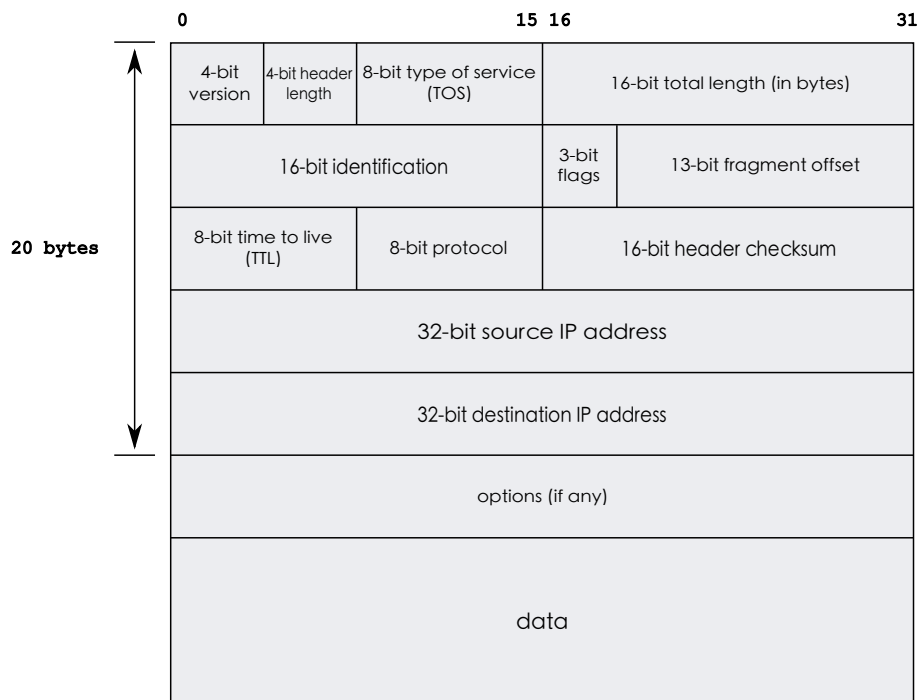 0 15 16 31
4-bit
version
4-bit header
length
8-bit type of service
(TOS)
16-bit total length (in bytes)
16-bit identification
3-bit
flags
13-bit fragment offset
20 bytes
8-bit time to live
(TTL)
8-bit protocol
16-bit header checksum
32-bit source IP address
32-bit destination IP address
options (if any)
data